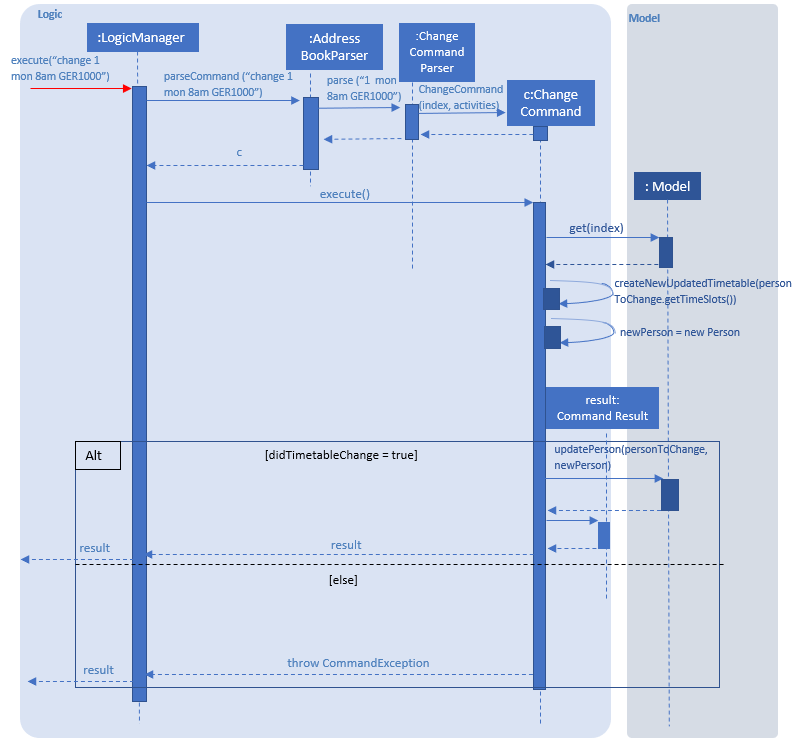 Logic
Model
:LogicManager
:Address
BookParser
:Change
Command
Parser
execute(“change 1
mon 8am GER1000”)
parseCommand (“change 1
mon 8am GER1000”)
parse (“1 mon
8am GER1000”)
ChangeCommand
(index, activities)
c:Change
Command
c
: Model
execute()
get(index)
createNewUpdatedTimetable(person
ToChange.getTimeSlots())
newPerson = new Person
result:
Command Result
Alt
[didTimetableChange = true]
updatePerson(personToChange,
newPerson)
result
result
[else]
throw CommandException
result